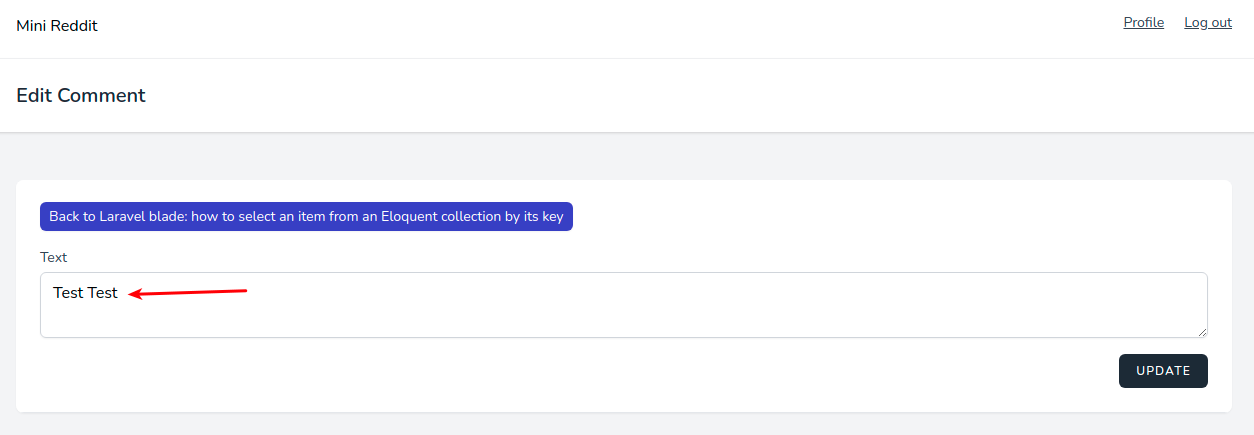 Mini Reddit
Profile Log out
Edit Comment
Back to Laravel blade: how to select an item from an Eloquent collection by its key
Text
Test Test
UPDATE